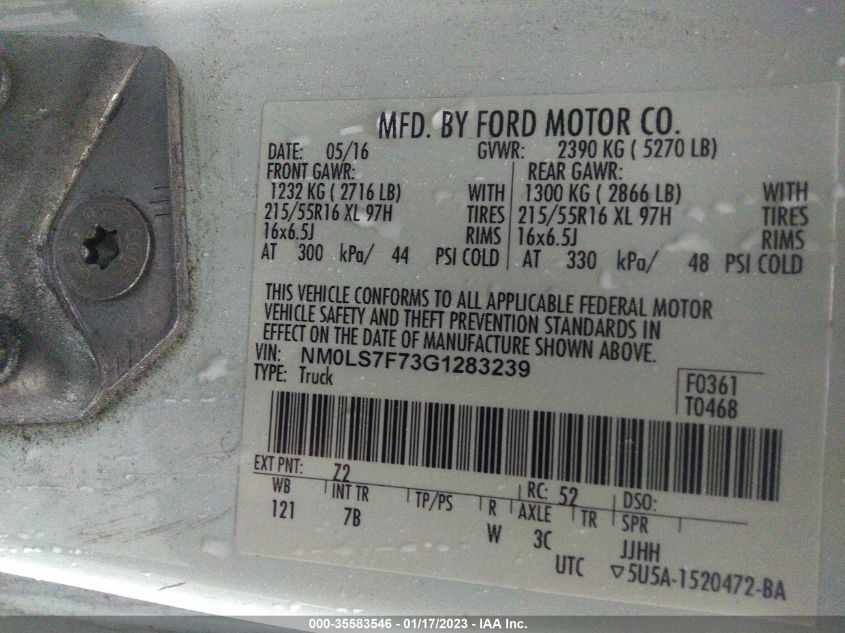 MFD. BY FORD MOTOR CO.
DATE: 05/16 GVWR: 2390 KG ( 5270 LB)
FRONT GAWR: REAR GAWR:
1232 KG ( 2716 LB) WITH 1300 KG ( 2866 LB) WITH
215/55R16 XL 97H TIRES 215/55R16 XL 97H TIRES
16x6.5J RIMS 16x6.5J RIMS
AT 300 kPa/ 44 PSI COLD AT 330 kPa/ 48 PSI COLD
THIS VEHICLE CONFORMS TO ALL APPLICABLE FEDERAL MOTOR
VEHICLE SAFETY AND THEFT PREVENTION STANDARDS IN
EFFECT ON THE DATE OF MANUFACTURE SHOWN ABOVE.
VIN: NM0LS7F73G1283239
TYPE: Truck
F0361
T0468
EXT PNT: 72 RC: 52 DSO:
WB INT TR TP/PS R AXLE TR SPR
121 7B W 3C JJHH
UTC ▽5U5A-1520472-BA
000-35583546 - 01/17/2023 - IAA Inc.